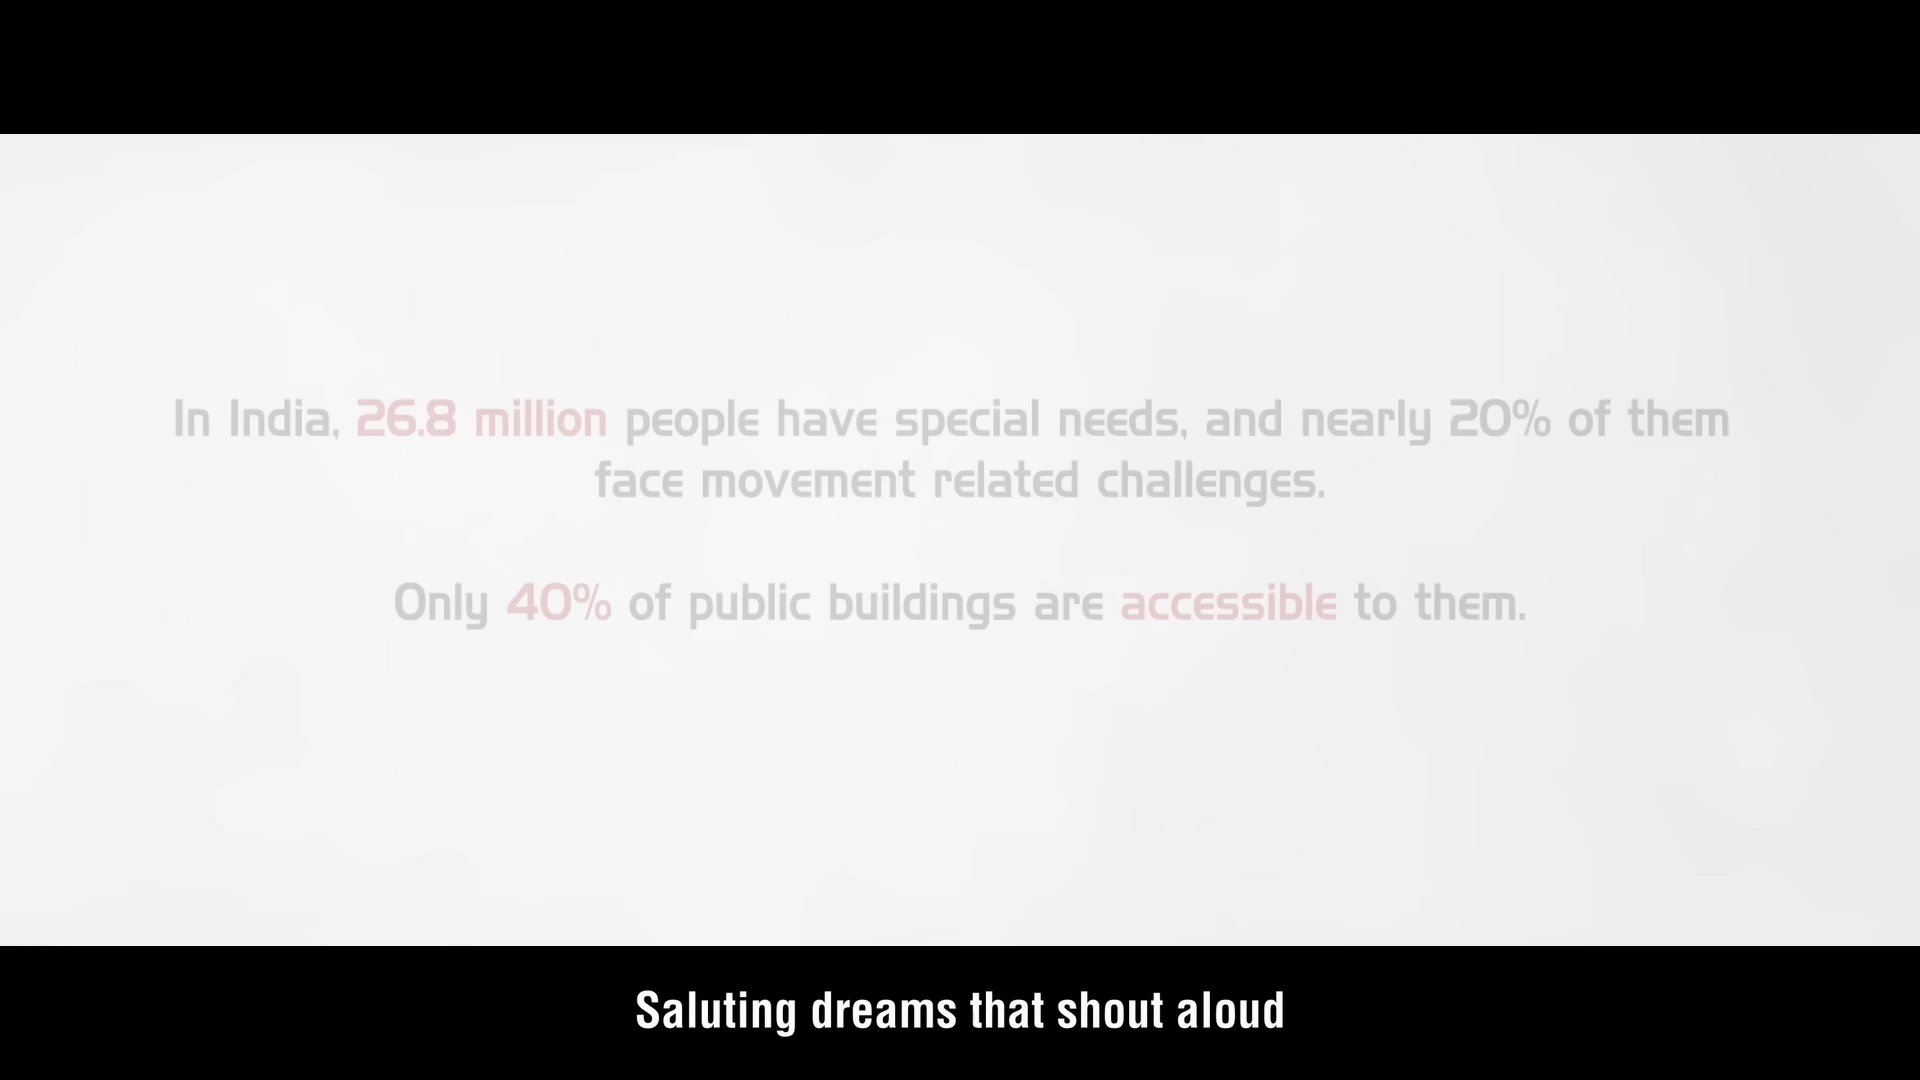 In India, 26.8 million people have special needs, and nearly 20% of them
face movement related challenges.
Only 40% of public buildings are accessible to them.
Saluting dreams that shout aloud